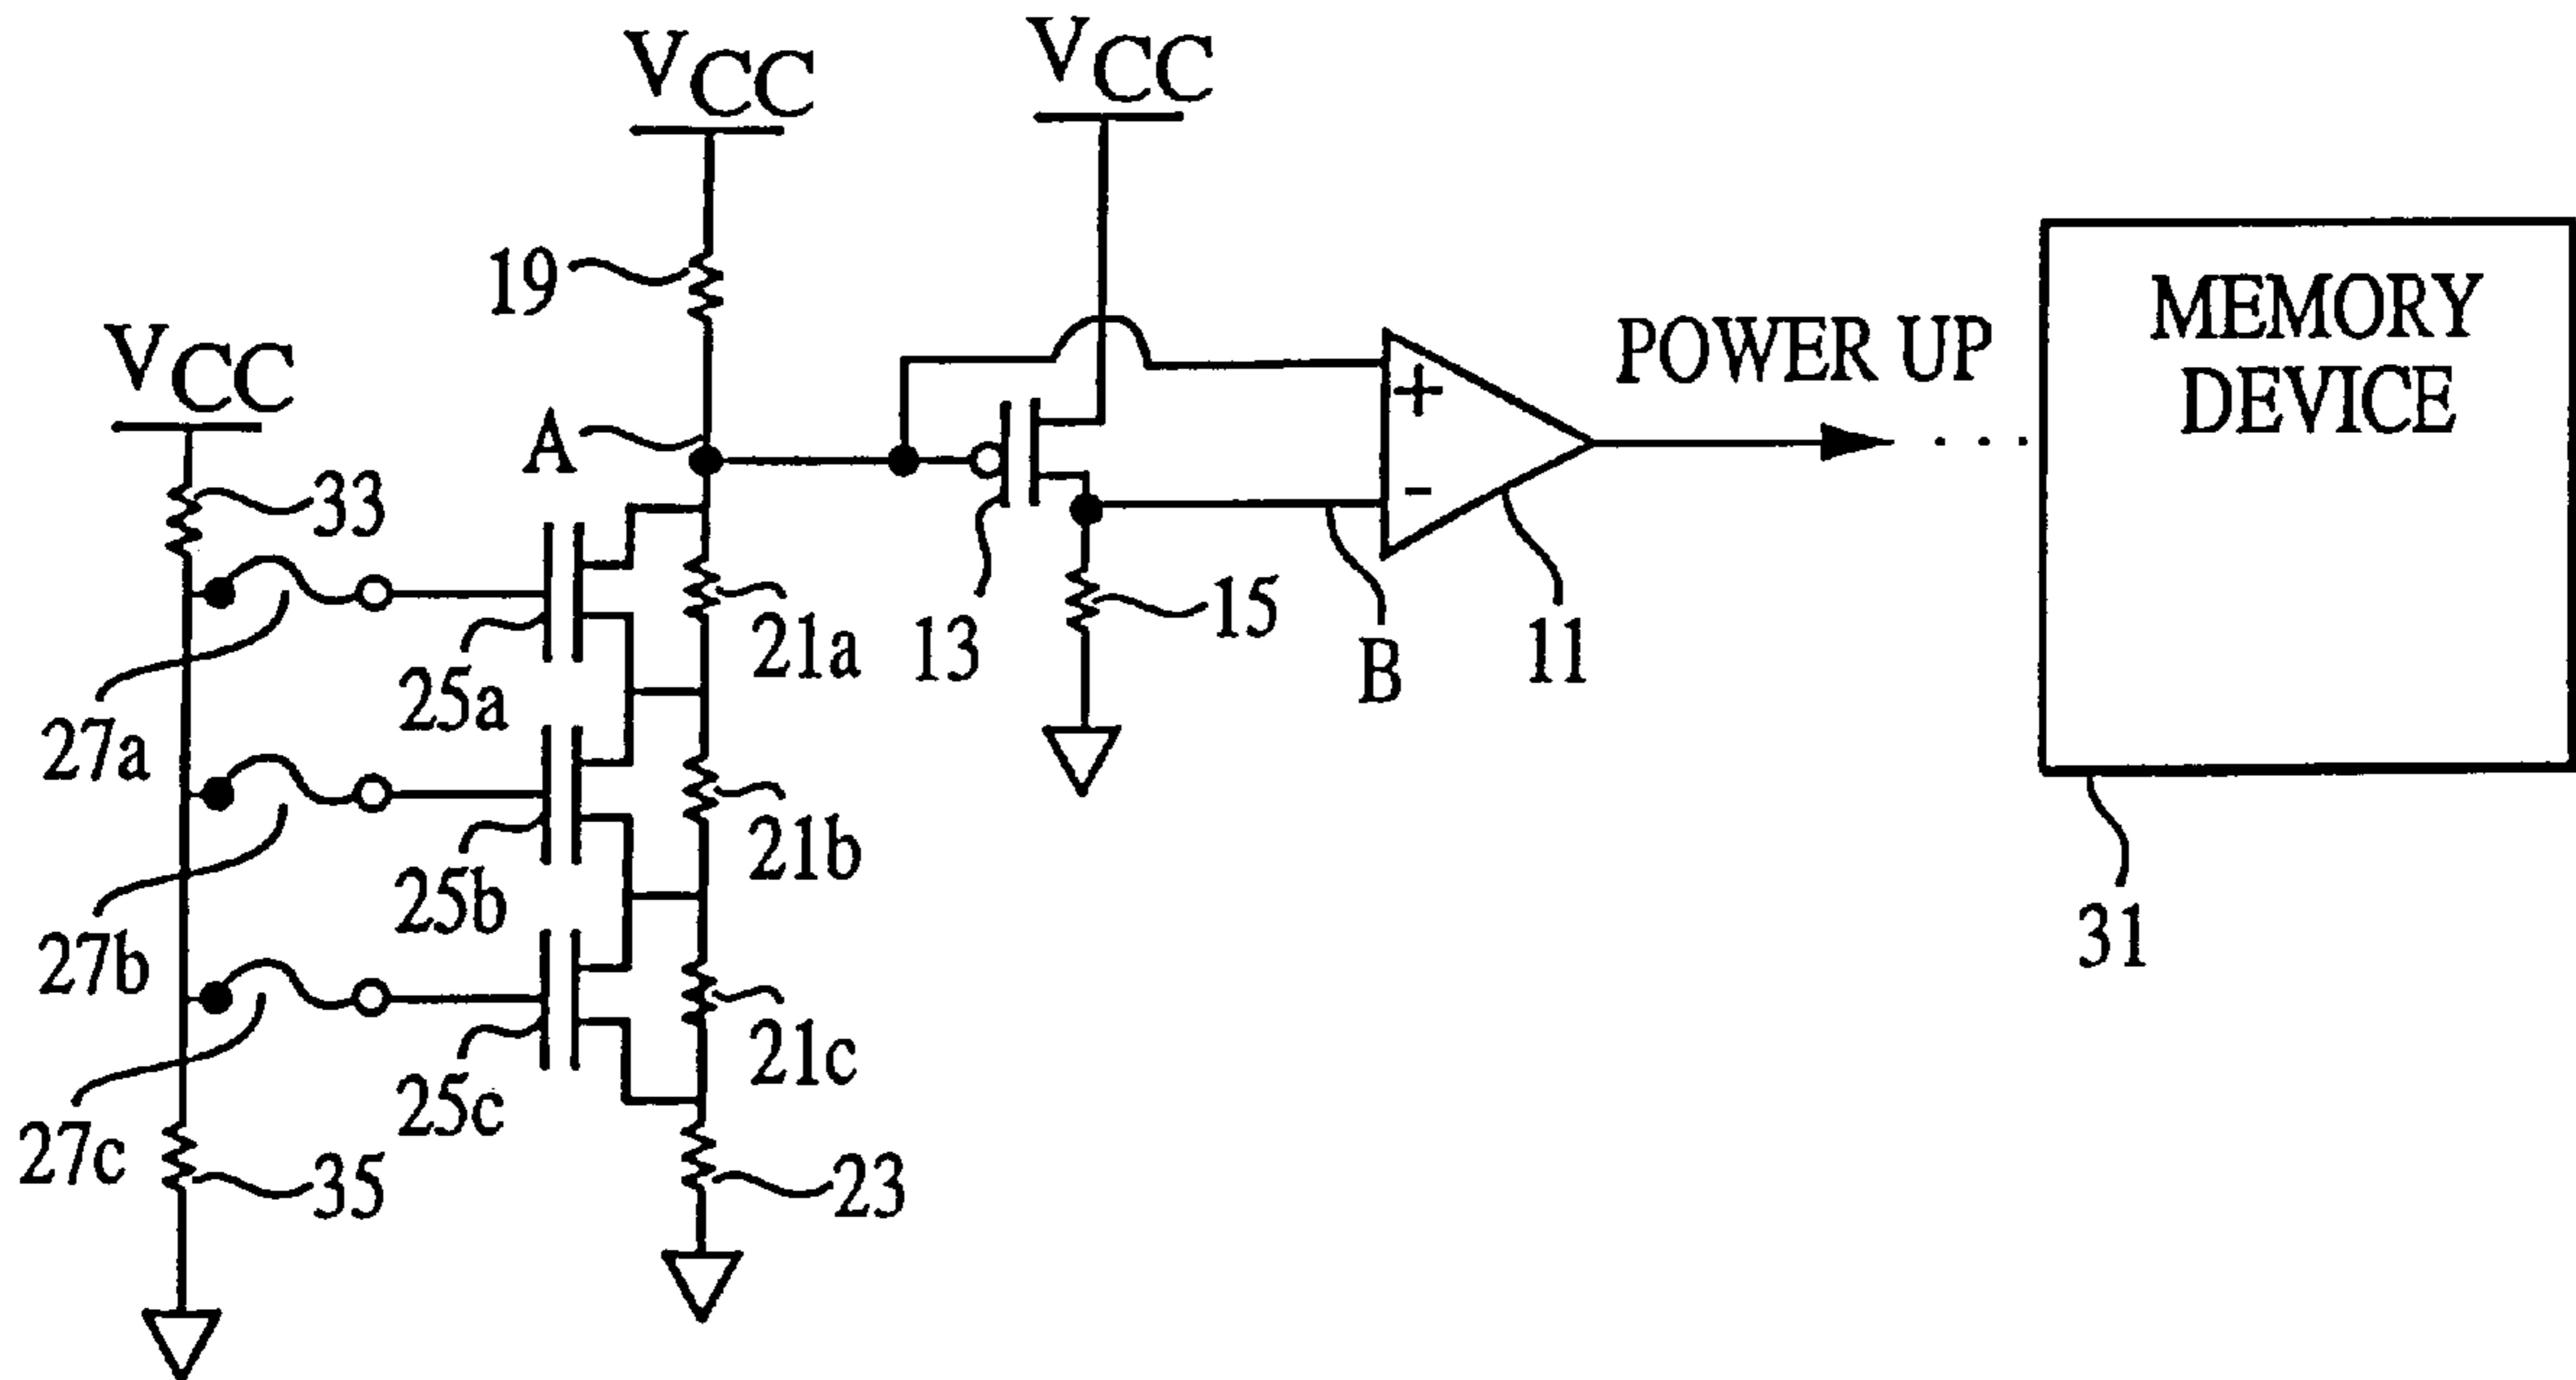 VCC
VCC
19
MEMORY
DEVICE
POWER UP
VCC
A
33
+
-
13
15
B
11
21a
25a
27a
21b
25b
27b
31
21c
25c
27c
35
23